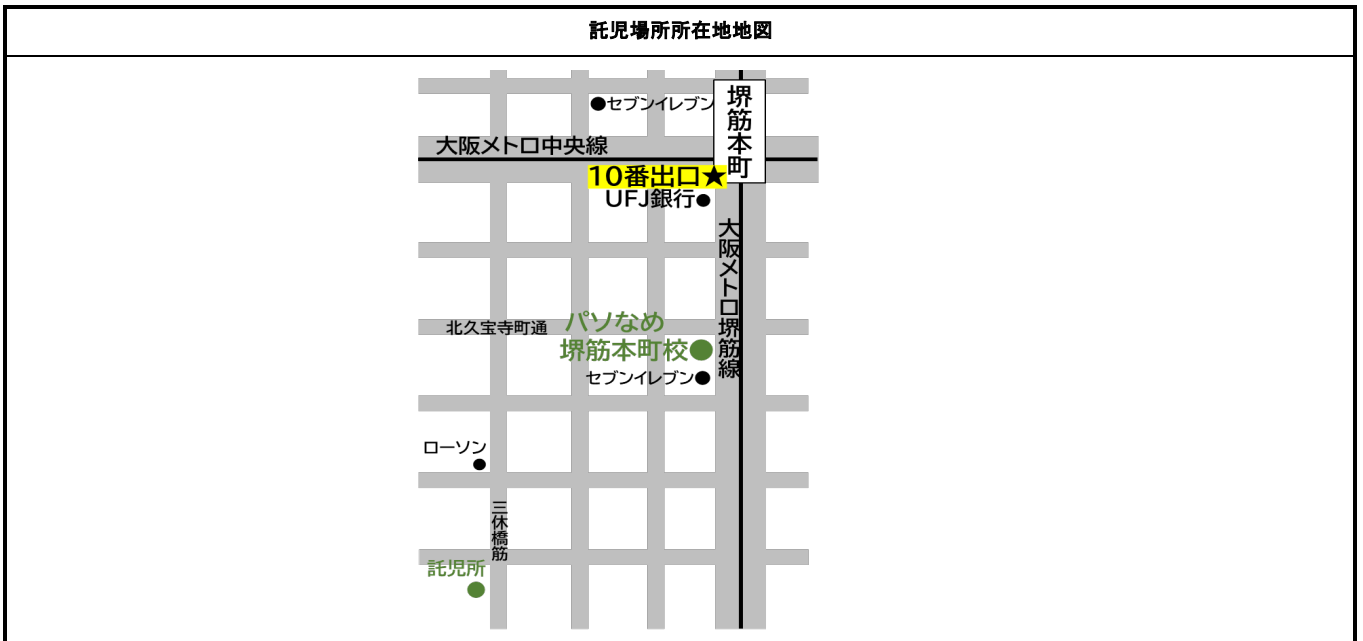 託児場所所在地地図
●セブンイレブン
堺筋本町
大阪メトロ中央線
10番出口★
UFJ銀行●
大阪メトロ堺筋線
北久宝寺町通
パソなめ
堺筋本町校●
セブンイレブン●
ローソン
●
三休橋筋
託児所
●